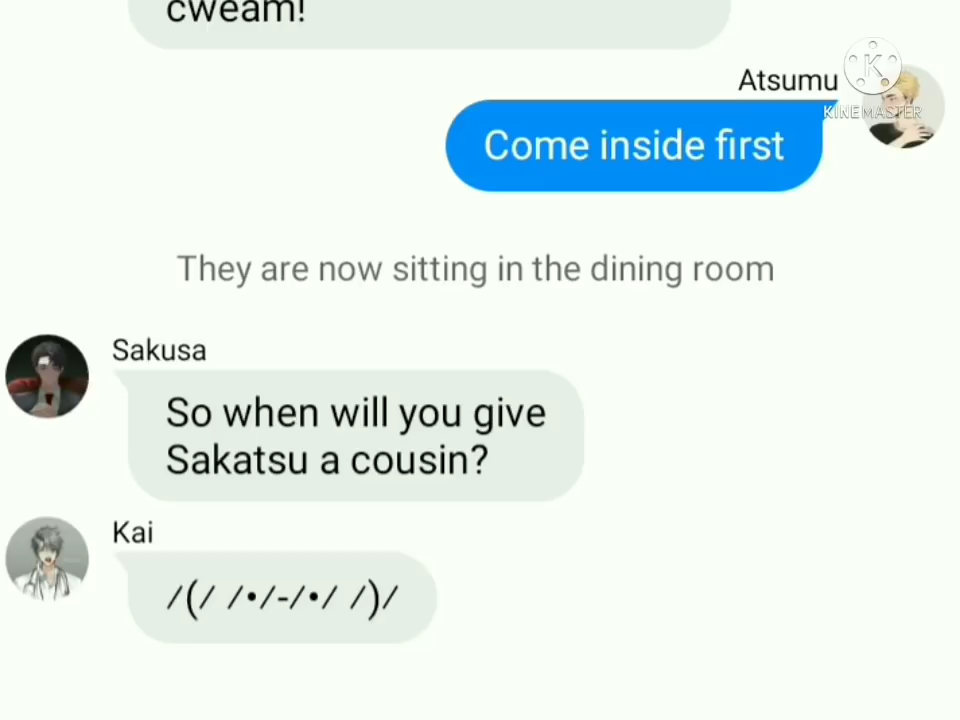 cweam!
Atsumu
K
KINEMASTER
Come inside first
They are now sitting in the dining room
Sakusa
So when will you give
Sakatsu a cousin?
Kai
/(/ /•/-/•/ /)/